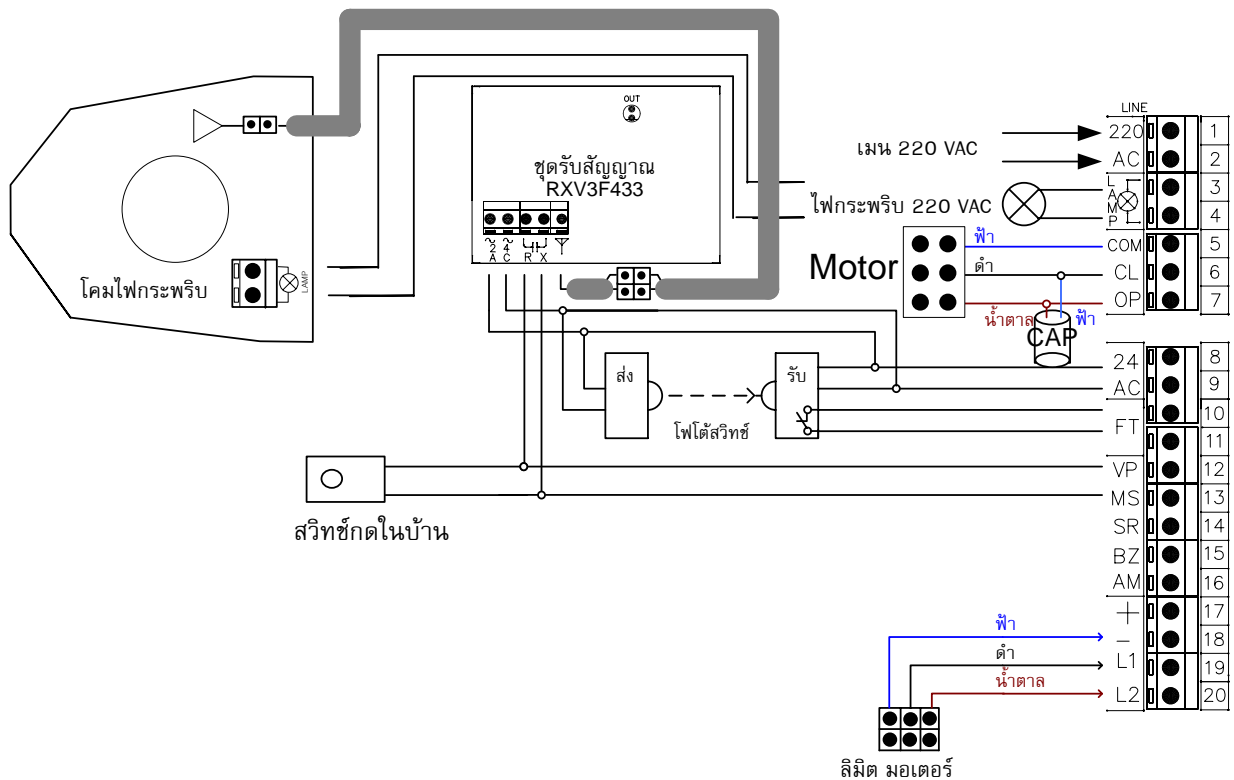 OUT
ชุดรับสัญญาณ
RXV3F433
~ ~
2 4 R X
A C
โคมไฟกระพริบ
LAMP
LINE
เมน 220 VAC
220 1
AC 2
ไฟกระพริบ 220 VAC
LAMP 3
4
Motor
ฟ้า
COM 5
ดำ
CL 6
น้ำตาล
OP 7
ฟ้า
CAP
ส่ง
รับ
โฟโต้สวิทช์
24 8
AC 9
10
FT
11
VP 12
MS 13
SR 14
BZ 15
AM 16
สวิทช์กดในบ้าน
+ 17
ฟ้า
- 18
ดำ
L1 19
น้ำตาล
L2 20
ลิมิต มอเตอร์